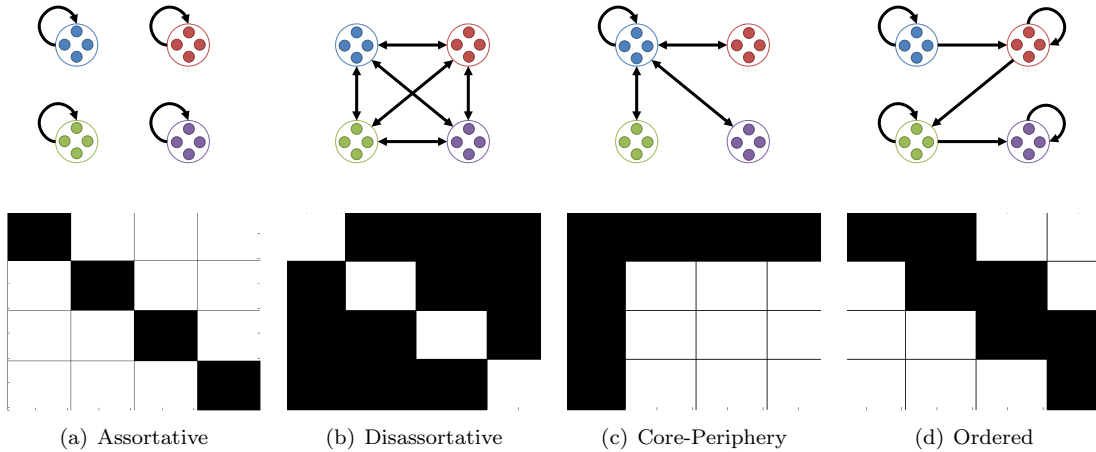 (a) Assortative
(b) Disassortative
(c) Core-Periphery
(d) Ordered